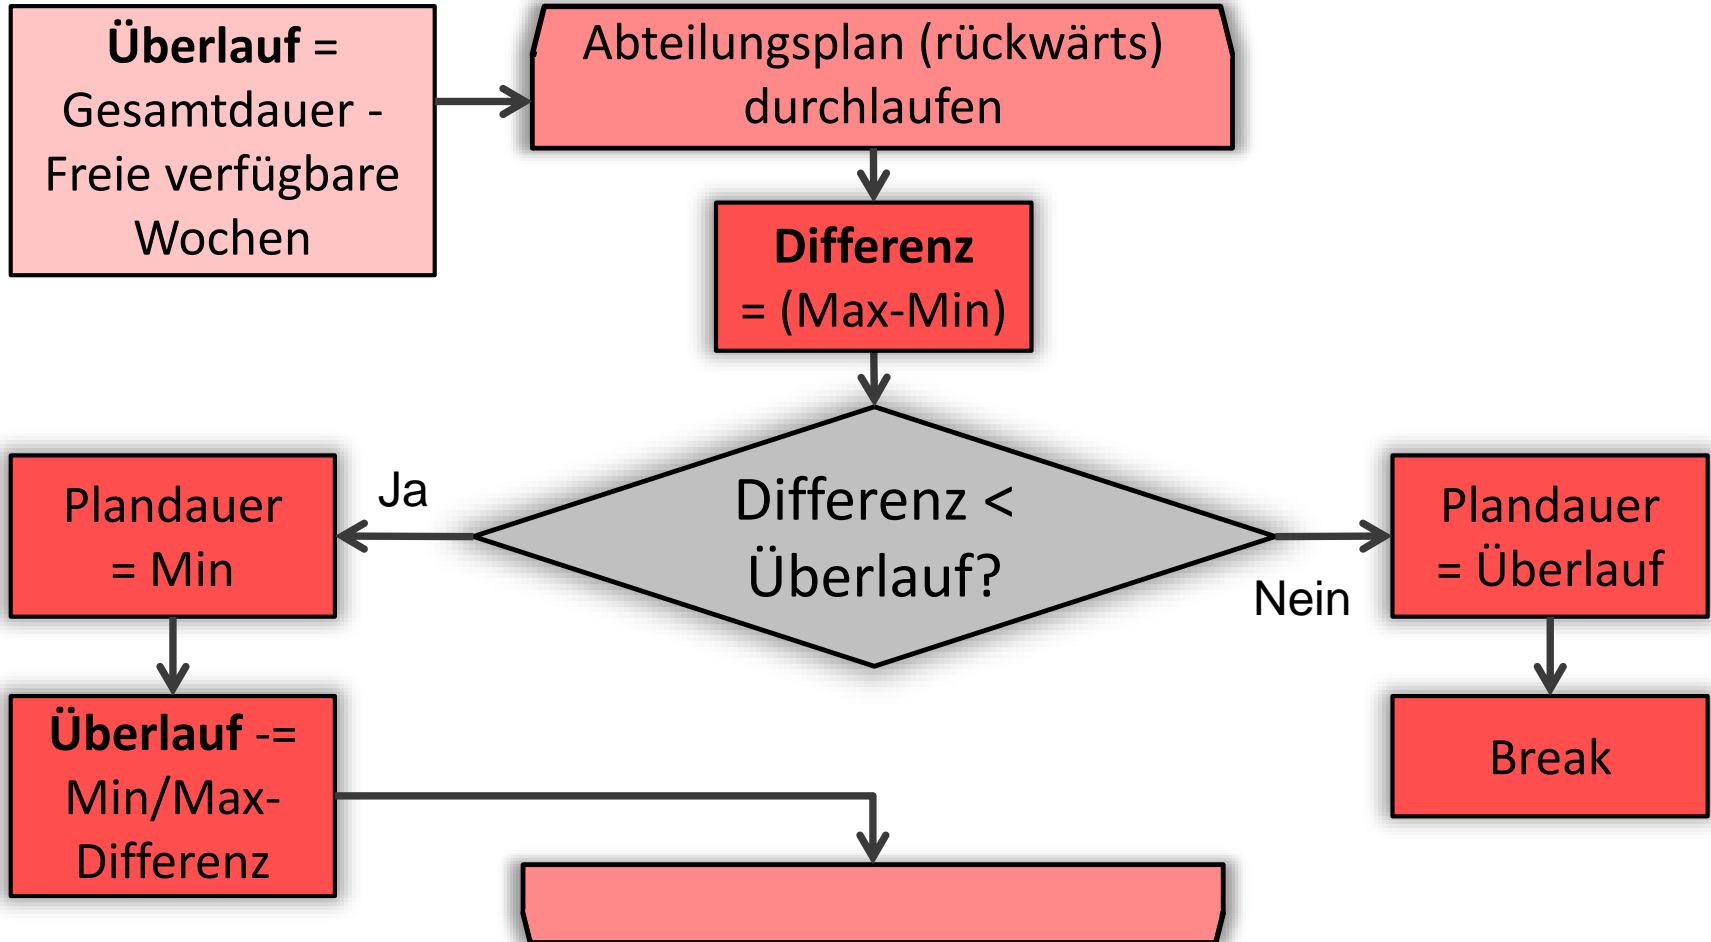 Überlauf =
Gesamtdauer -
Freie verfügbare
Wochen
Abteilungsplan (rückwärts)
durchlaufen
Differenz
= (Max-Min)
Differenz <
Überlauf?
Ja
Nein
Plandauer
= Min
Überlauf -=
Min/Max-
Differenz
Plandauer
= Überlauf
Break